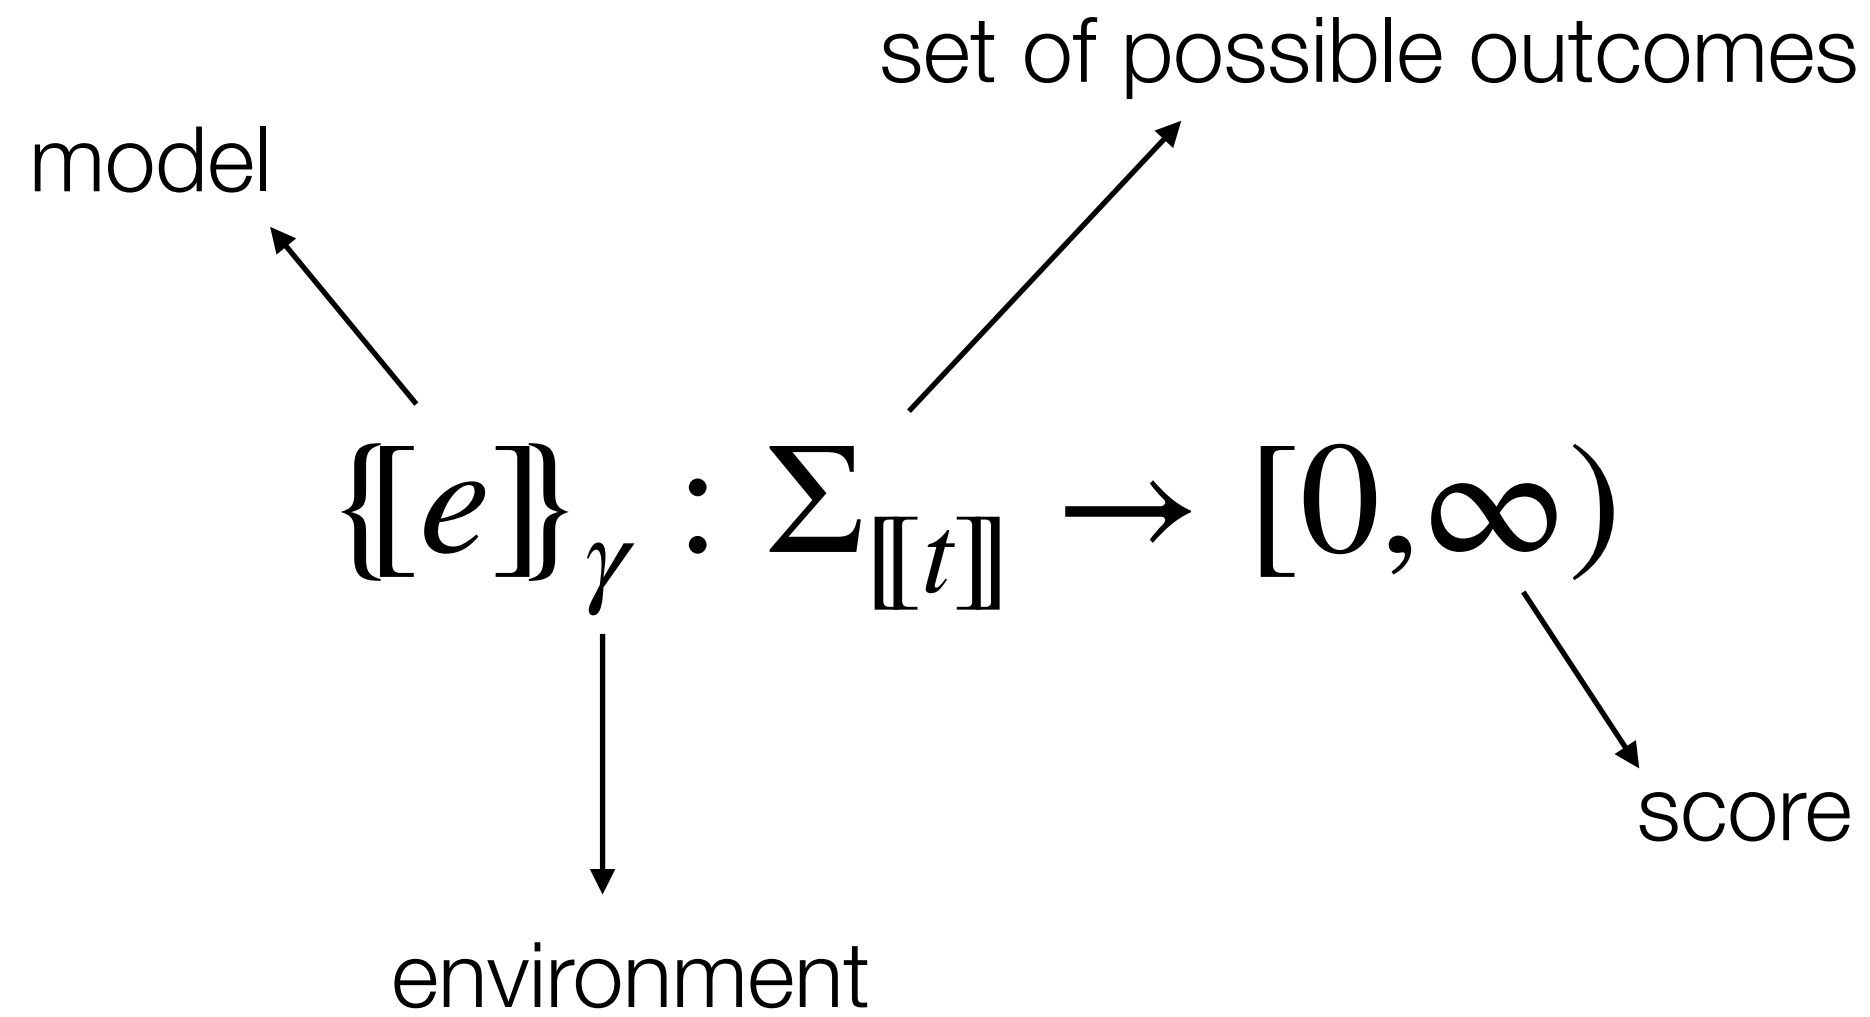 set of possible outcomes
model
{[e]}γ : Σ⟦t⟧ → [0,∞)
score
environment